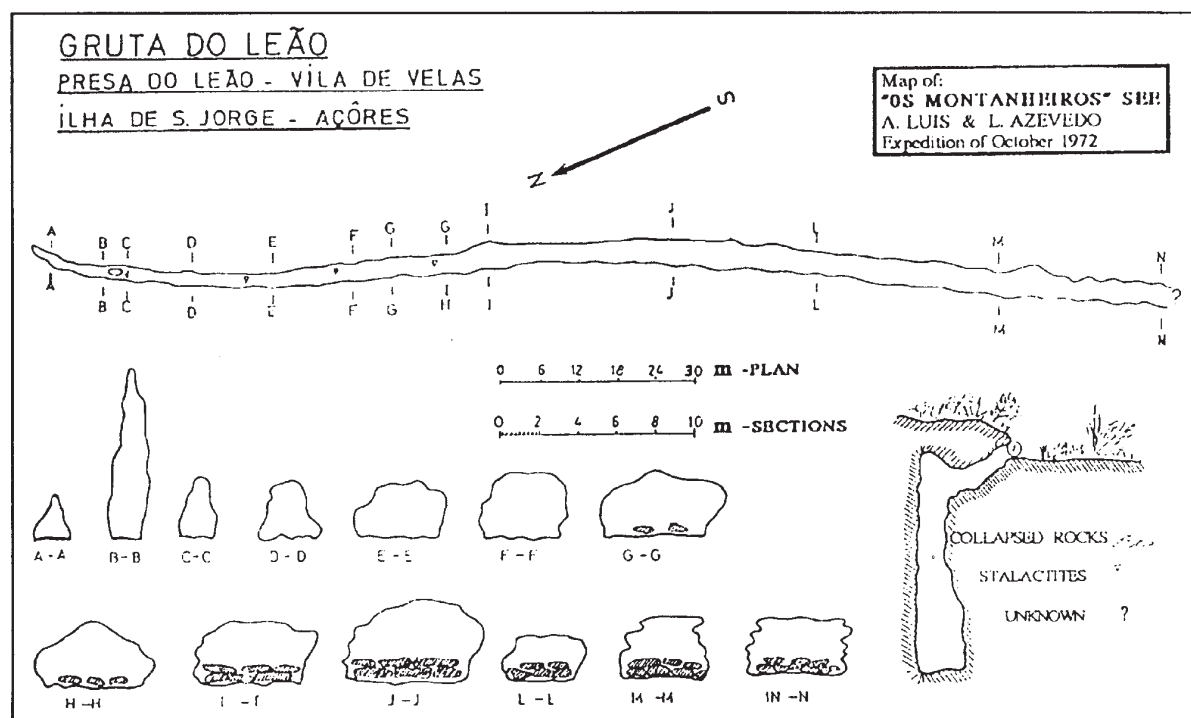 GRUTA DO LEÃO
PRESA DO LEÃO - VILA DE VELAS
ILHA DE S. JORGE - AÇÔRES
Map of:
"OS MONTANHEIROS" SEE
A. LUIS & L. AZEVEDO
Expedition of October 1972
S
N
A B C D E F G G I J L M N
A B C D E F G H I J L M N
?
0 6 12 18 24 30 m -PLAN
0 2 4 6 8 10 m -SECTIONS
A-A B-B C-C D-D E-E F-F G-G
COLLAPSED ROCKS
STALACTITES
UNKNOWN ?
H-H I-I J-J L-L M-M N-N